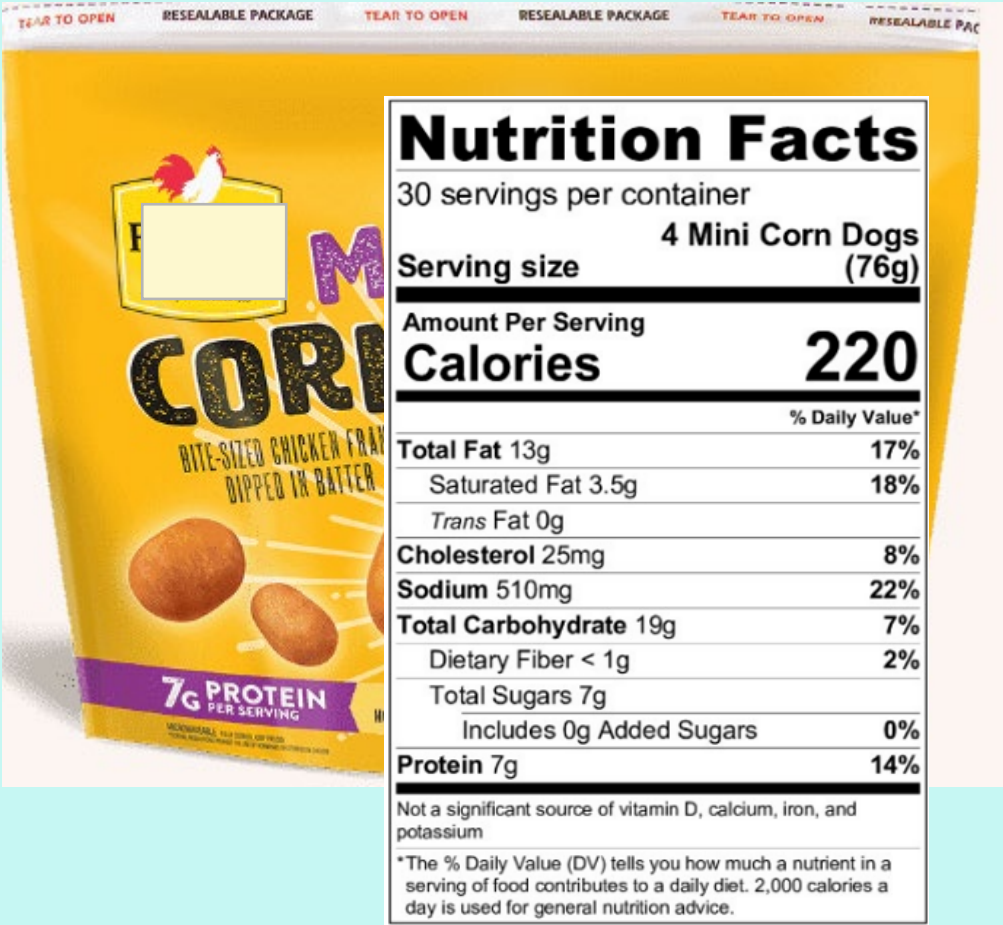 TEAR TO OPEN RESEALABLE PACKAGE TEAR TO OPEN RESEALABLE PACKAGE TEAR TO OPEN RESEALABLE PAC
F
M
COR
BITE-SIZED CHICKEN FRA
DIPPED IN BATTER
7G PROTEIN
PER SERVING
Nutrition Facts
30 servings per container
4 Mini Corn Dogs
Serving size (76g)
Amount Per Serving
Calories 220
% Daily Value*
Total Fat 13g 17%
Saturated Fat 3.5g 18%
Trans Fat 0g
Cholesterol 25mg 8%
Sodium 510mg 22%
Total Carbohydrate 19g 7%
Dietary Fiber < 1g 2%
Total Sugars 7g
Includes 0g Added Sugars 0%
Protein 7g 14%
Not a significant source of vitamin D, calcium, iron, and
potassium
*The % Daily Value (DV) tells you how much a nutrient in a
serving of food contributes to a daily diet. 2,000 calories a
day is used for general nutrition advice.